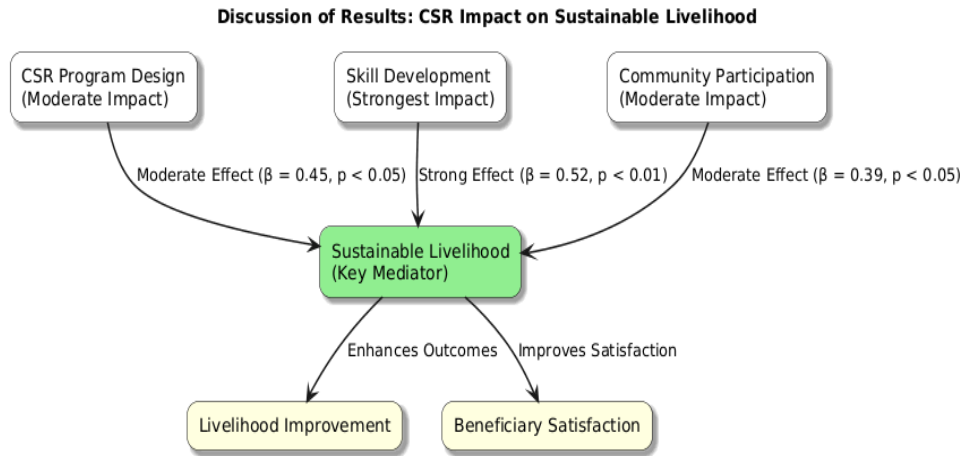 Discussion of Results: CSR Impact on Sustainable Livelihood
CSR Program Design
(Moderate Impact)
Skill Development
(Strongest Impact)
Community Participation
(Moderate Impact)
Moderate Effect (β = 0.45, p < 0.05)
Strong Effect (β = 0.52, p < 0.01)
Moderate Effect (β = 0.39, p < 0.05)
Sustainable Livelihood
(Key Mediator)
Enhances Outcomes
Improves Satisfaction
Livelihood Improvement
Beneficiary Satisfaction